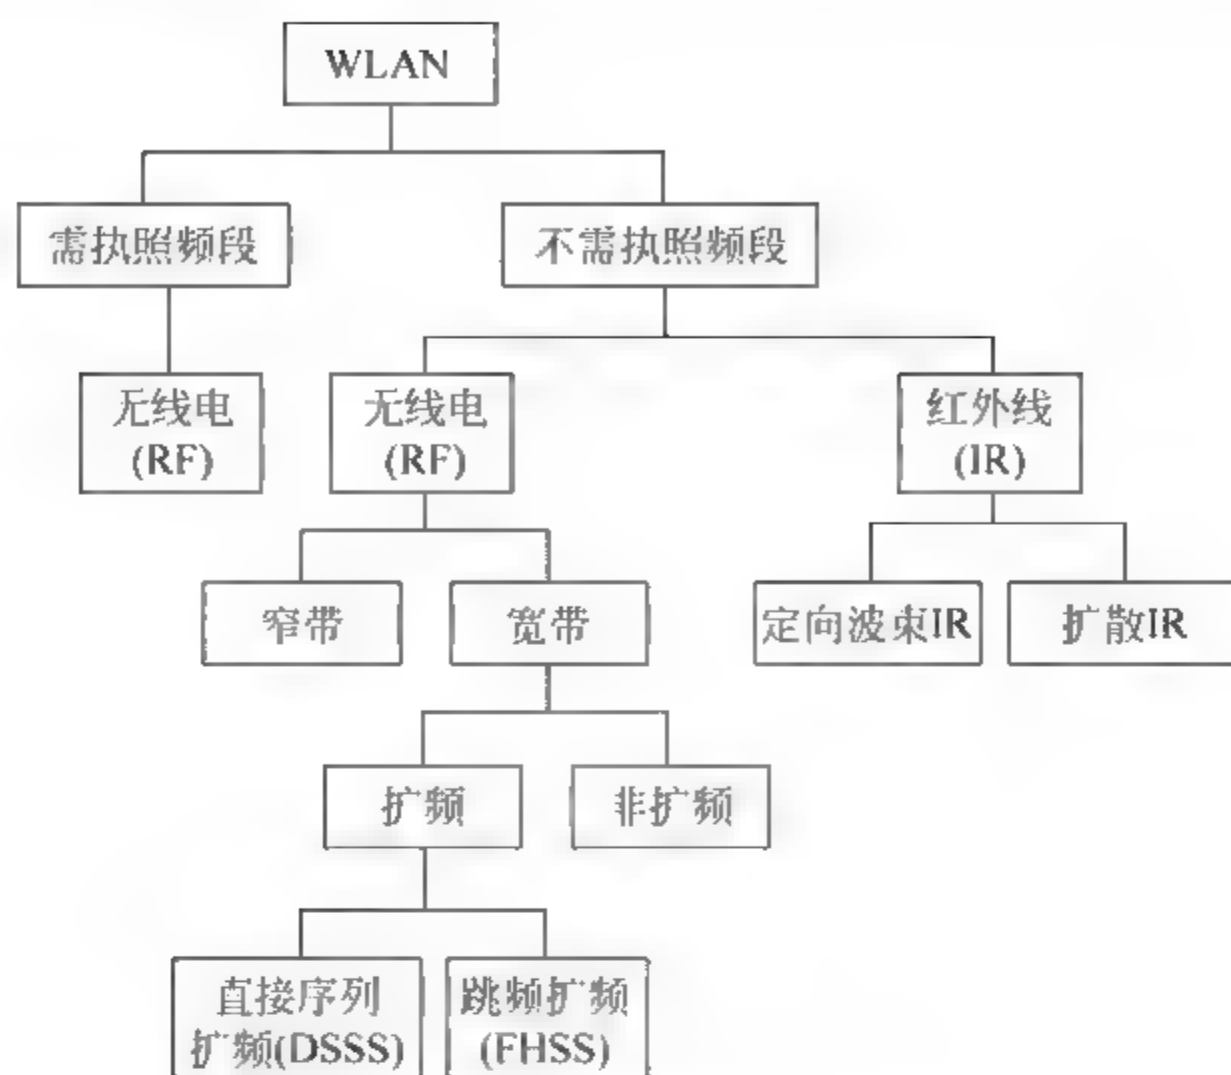 WLAN
需执照频段
不需执照频段
无线电
(RF)
无线电
(RF)
红外线
(IR)
窄带
宽带
定向波束IR
扩散IR
扩频
非扩频
直接序列
扩频(DSSS)
跳频扩频
(FHSS)